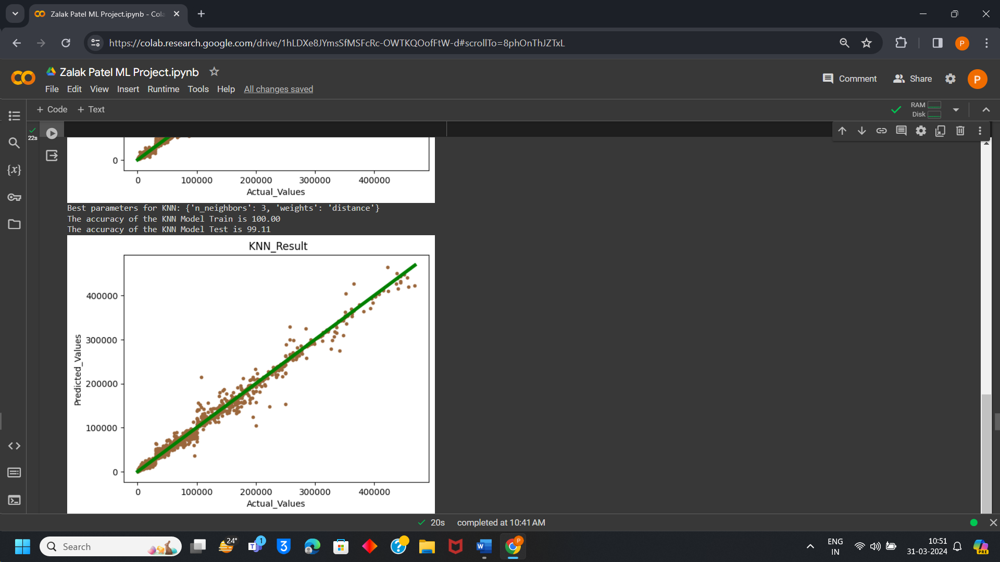 Zalak Patel ML Project.ipynb - Cola
https://colab.research.google.com/drive/1hLDXe8JYmsSfMSFcRc-OWTKQOofFtW-d#scrollTo=8phOnThJZTxL
P
Zalak Patel ML Project.ipynb
Comment
Share
P
File Edit View Insert Runtime Tools Help All changes saved
+ Code + Text
RAM
Disk
22s
{x}
0
0 100000 200000 300000 400000
Actual_Values
Best parameters for KNN: {'n_neighbors': 3, 'weights': 'distance'}
The accuracy of the KNN Model Train is 100.00
The accuracy of the KNN Model Test is 99.11
KNN_Result
400000
300000
200000
100000
0
Predicted_Values
0 100000 200000 300000 400000
Actual_Values
20s completed at 10:41 AM
Search
24°
1
T
3
?
W
P
ENG
IN
10:51
31-03-2024
PRE